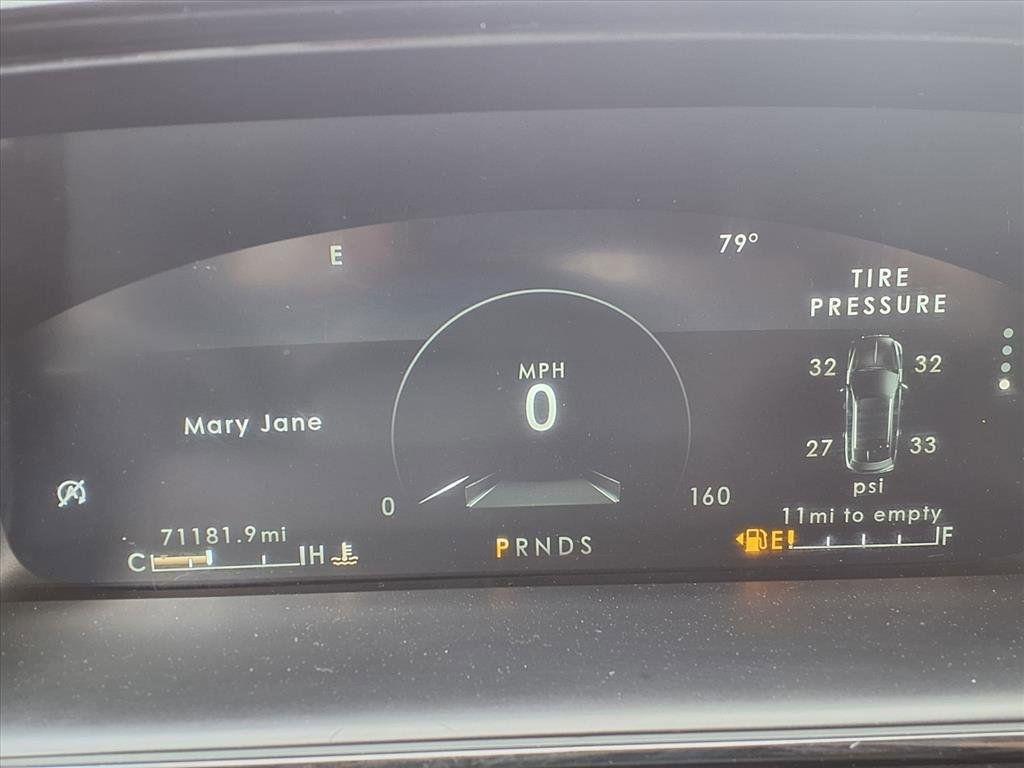 E
79°
TIRE
PRESSURE
MPH
0
32 32
Mary Jane
27 33
psi
0
160
11mi to empty
71181.9mi
C H
PRNDS
E F